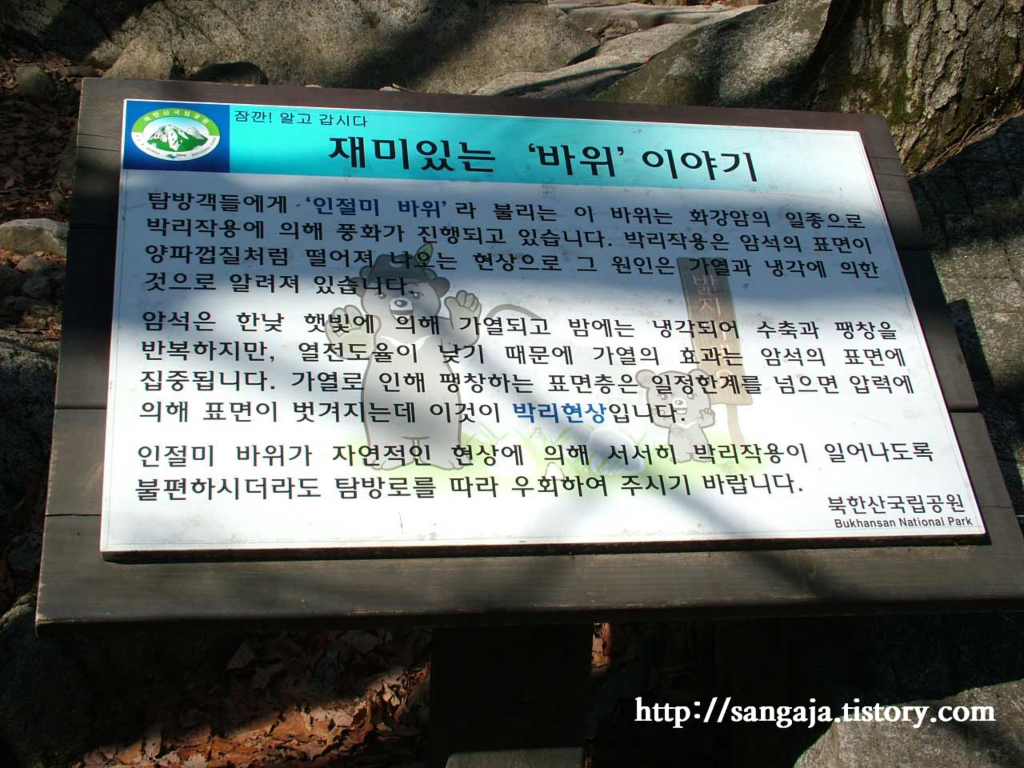 잠깐! 알고 갑시다
재미있는 '바위' 이야기
탐방객들에게 '인절미 바위'라 불리는 이 바위는 화강암의 일종으로
박리작용에 의해 풍화가 진행되고 있습니다. 박리작용은 암석의 표면이
양파껍질처럼 떨어져 나오는 현상으로 그 원인은 가열과 냉각에 의한
것으로 알려져 있습니다.
암석은 한낮 햇빛에 의해 가열되고 밤에는 냉각되어 수축과 팽창을
반복하지만, 열전도율이 낮기 때문에 가열의 효과는 암석의 표면에
집중됩니다. 가열로 인해 팽창하는 표면층은 일정한계를 넘으면 압력에
의해 표면이 벗겨지는데 이것이 박리현상입니다.
인절미 바위가 자연적인 현상에 의해 서서히 박리작용이 일어나도록
불편하시더라도 탐방로를 따라 우회하여 주시기 바랍니다.
북한산국립공원
Bukhansan National Park
http://sangaja.tistory.com